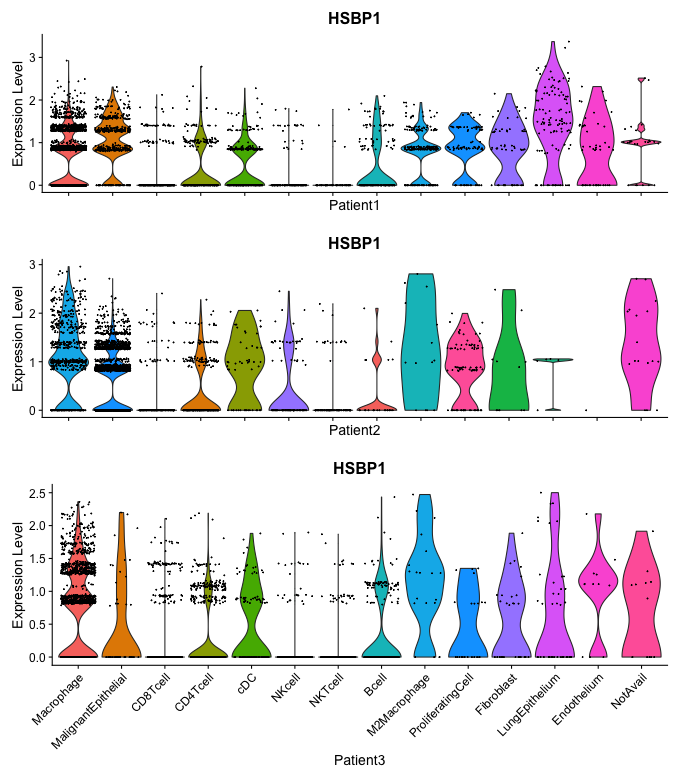 HSBP1
Expression Level
3
2
1
0
Patient1
HSBP1
Expression Level
3
2
1
0
Patient2
HSBP1
Expression Level
2.5
2.0
1.5
1.0
0.5
0.0
Macrophage
MalignantEpithelial
CD8Tcell
CD4Tcell
cDC
NKcell
NKTcell
Bcell
M2Macrophage
ProliferatingCell
Fibroblast
LungEpithelium
Endothelium
NotAvail
Patient3